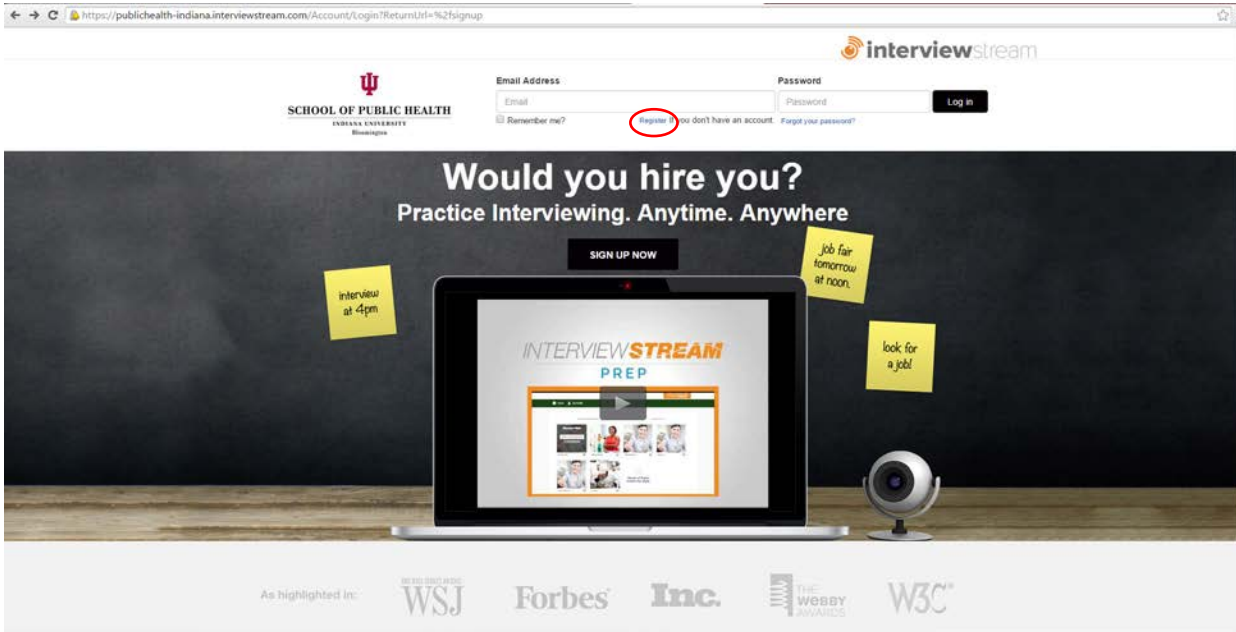 https://publichealth-indiana.interviewstream.com/Account/Login?ReturnUrl=%2fsignup
interviewstream
SCHOOL OF PUBLIC HEALTH
INDIANA UNIVERSITY
Bloomington
Email Address
Password
Email
Password
Log in
Remember me?
Register if you don't have an account.
Forgot your password?
Would you hire you?
Practice Interviewing. Anytime. Anywhere
SIGN UP NOW
job fair
tomorrow
at noon.
interview
at 4pm
look for
a job!
INTERVIEWSTREAM
PREP
As highlighted in:
WSJ
Forbes
Inc.
THE
WEBBY
AWARDS
W3C